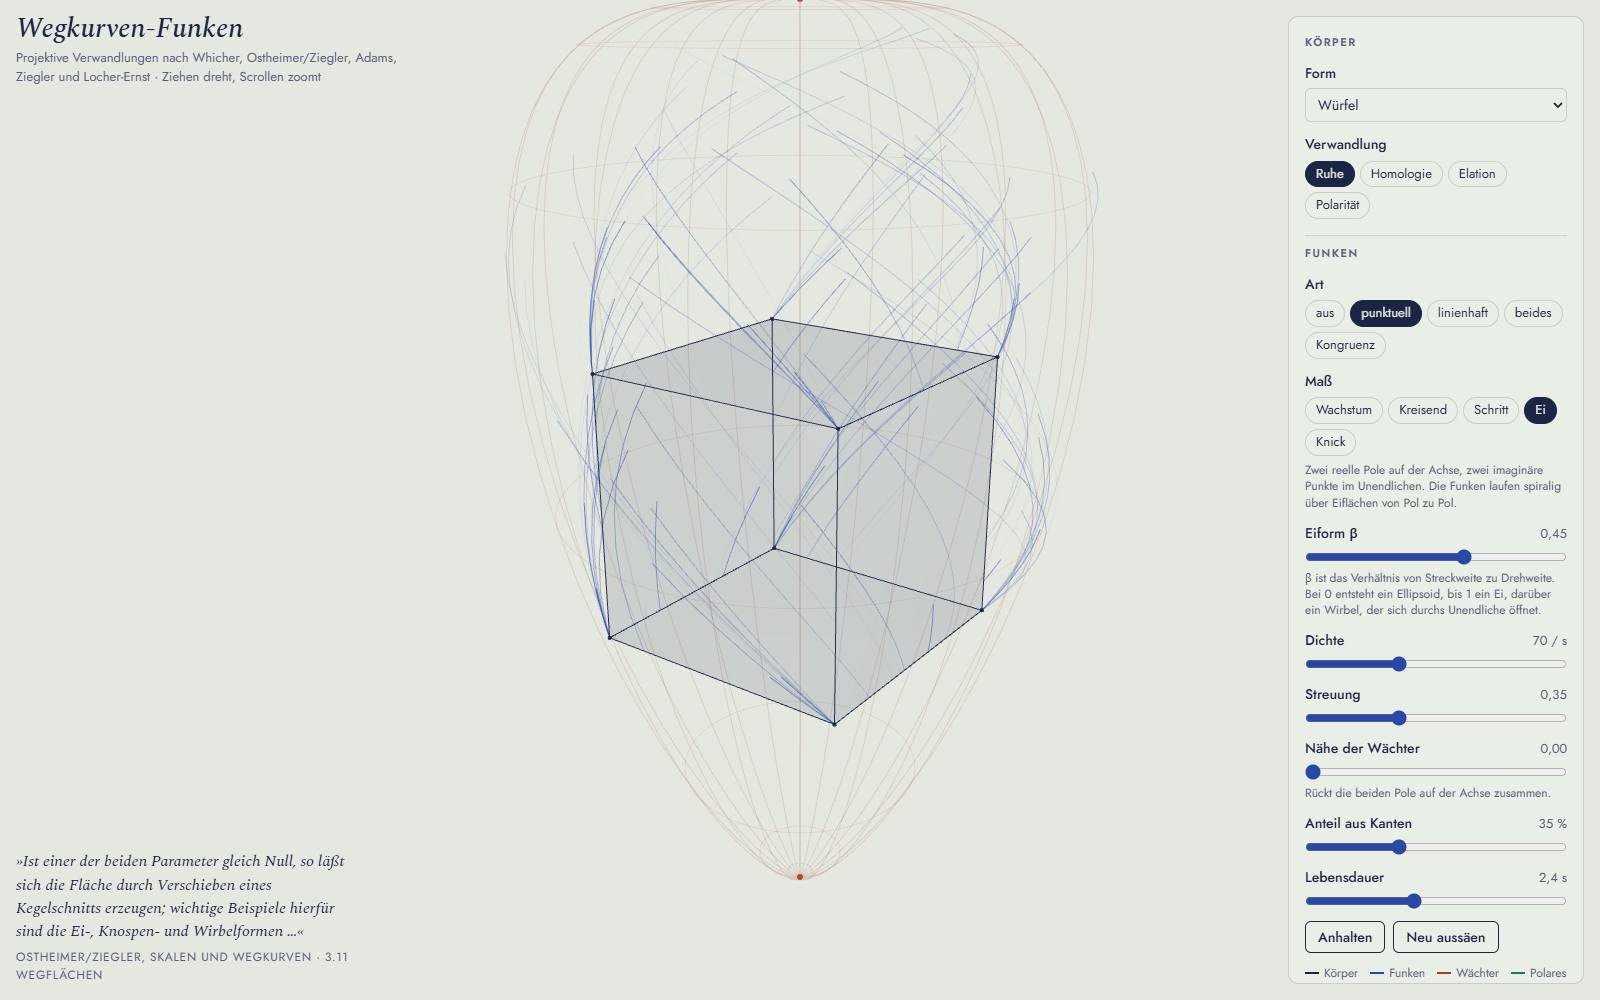 Wegkurven-Funken
Projektive Verwandlungen nach Whicher, Ostheimer/Ziegler, Adams,
Ziegler und Locher-Ernst · Ziehen dreht, Scrollen zoomt
»Ist einer der beiden Parameter gleich Null, so läßt
sich die Fläche durch Verschieben eines
Kegelschnitts erzeugen; wichtige Beispiele hierfür
sind die Ei-, Knospen- und Wirbelformen ...«
OSTHEIMER/ZIEGLER, SKALEN UND WEGKURVEN · 3.11
WEGFLÄCHEN
KÖRPER
Form
Würfel
Verwandlung
Ruhe Homologie Elation
Polarität
FUNKEN
Art
aus punktuell linienhaft beides
Kongruenz
Maß
Wachstum Kreisend Schritt Ei
Knick
Zwei reelle Pole auf der Achse, zwei imaginäre
Punkte im Unendlichen. Die Funken laufen spiralig
über Eiflächen von Pol zu Pol.
Eiform β 0,45
β ist das Verhältnis von Streckweite zu Drehweite.
Bei 0 entsteht ein Ellipsoid, bis 1 ein Ei, darüber
ein Wirbel, der sich durchs Unendliche öffnet.
Dichte 70 / s
Streuung 0,35
Nähe der Wächter 0,00
Rückt die beiden Pole auf der Achse zusammen.
Anteil aus Kanten 35 %
Lebensdauer 2,4 s
Anhalten Neu aussäen
Körper Funken Wächter Polares